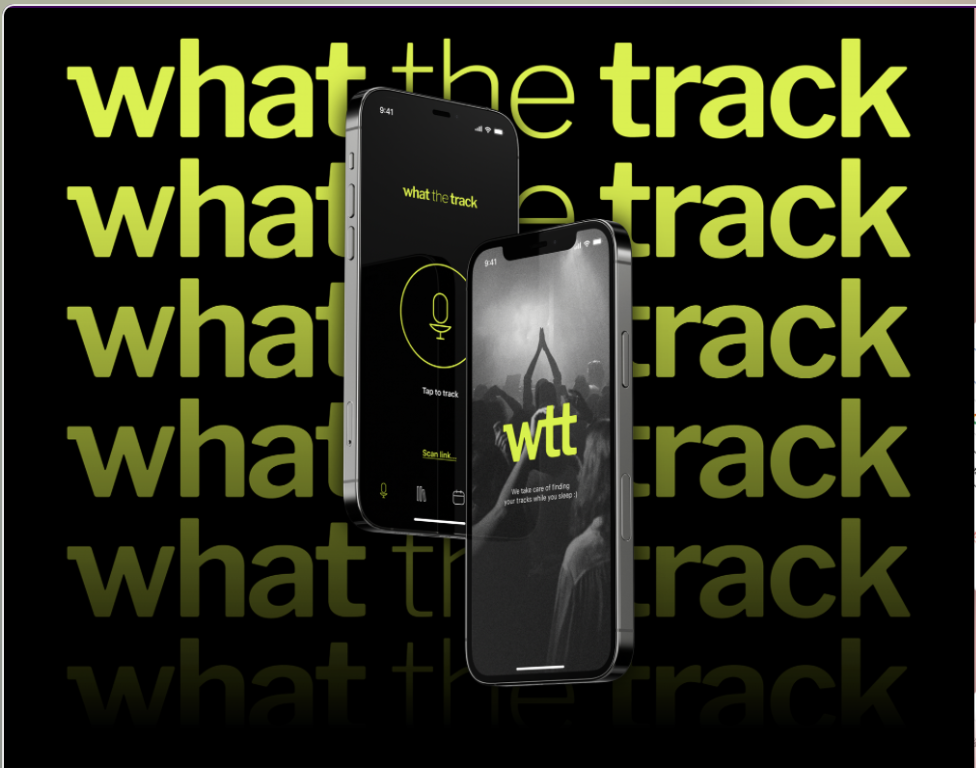 what the track
9:41
what the track
what the track
9:41
what the track
Tap to track
wtt
what the track
Scan link...
We take care of finding
your tracks while you sleep :)
what the track
what the track